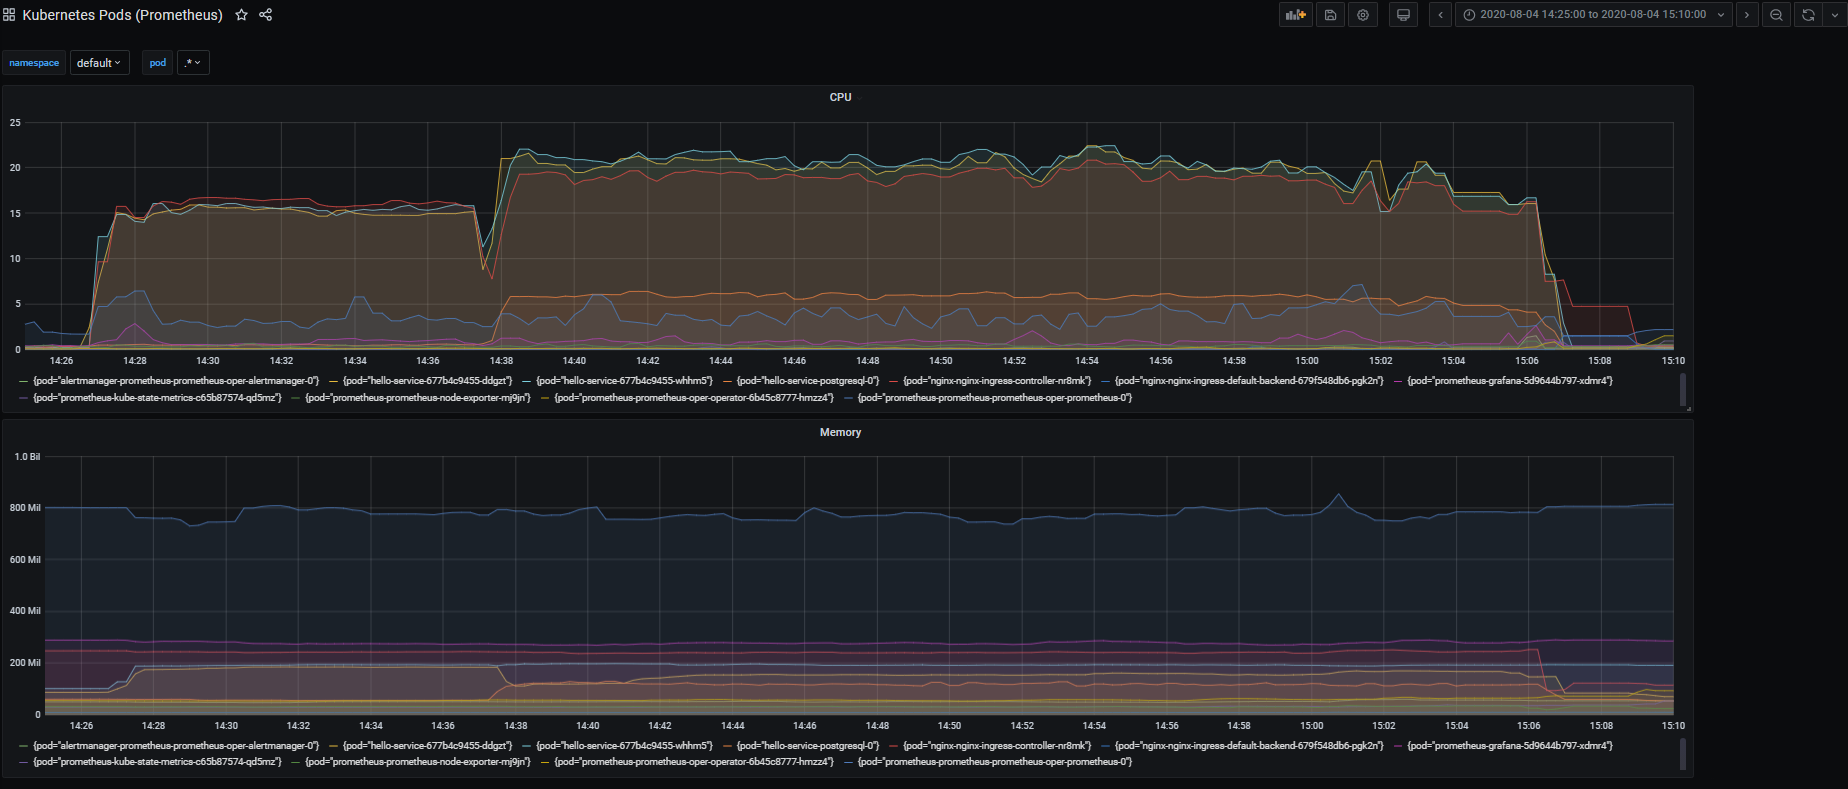 Kubernetes Pods (Prometheus)
2020-08-04 14:25:00 to 2020-08-04 15:10:00
namespace default pod .*
CPU
25
20
15
10
5
0
14:26 14:28 14:30 14:32 14:34 14:36 14:38 14:40 14:42 14:44 14:46 14:48 14:50 14:52 14:54 14:56 14:58 15:00 15:02 15:04 15:06 15:08 15:10
{pod="alertmanager-prometheus-prometheus-oper-alertmanager-0"} {pod="hello-service-677b4c9455-ddgzt"} {pod="hello-service-677b4c9455-whhm5"} {pod="hello-service-postgresql-0"} {pod="nginx-nginx-ingress-controller-nr8mk"} {pod="nginx-nginx-ingress-default-backend-679f548db6-pgk2n"} {pod="prometheus-grafana-5d9644b797-xdmr4"}
{pod="prometheus-kube-state-metrics-c65b87574-qd5mz"} {pod="prometheus-prometheus-node-exporter-mj9jn"} {pod="prometheus-prometheus-oper-operator-6b45c8777-hmzz4"} {pod="prometheus-prometheus-prometheus-oper-prometheus-0"}
Memory
1.0 Bil
800 Mil
600 Mil
400 Mil
200 Mil
0
14:26 14:28 14:30 14:32 14:34 14:36 14:38 14:40 14:42 14:44 14:46 14:48 14:50 14:52 14:54 14:56 14:58 15:00 15:02 15:04 15:06 15:08 15:10
{pod="alertmanager-prometheus-prometheus-oper-alertmanager-0"} {pod="hello-service-677b4c9455-ddgzt"} {pod="hello-service-677b4c9455-whhm5"} {pod="hello-service-postgresql-0"} {pod="nginx-nginx-ingress-controller-nr8mk"} {pod="nginx-nginx-ingress-default-backend-679f548db6-pgk2n"} {pod="prometheus-grafana-5d9644b797-xdmr4"}
{pod="prometheus-kube-state-metrics-c65b87574-qd5mz"} {pod="prometheus-prometheus-node-exporter-mj9jn"} {pod="prometheus-prometheus-oper-operator-6b45c8777-hmzz4"} {pod="prometheus-prometheus-prometheus-oper-prometheus-0"}